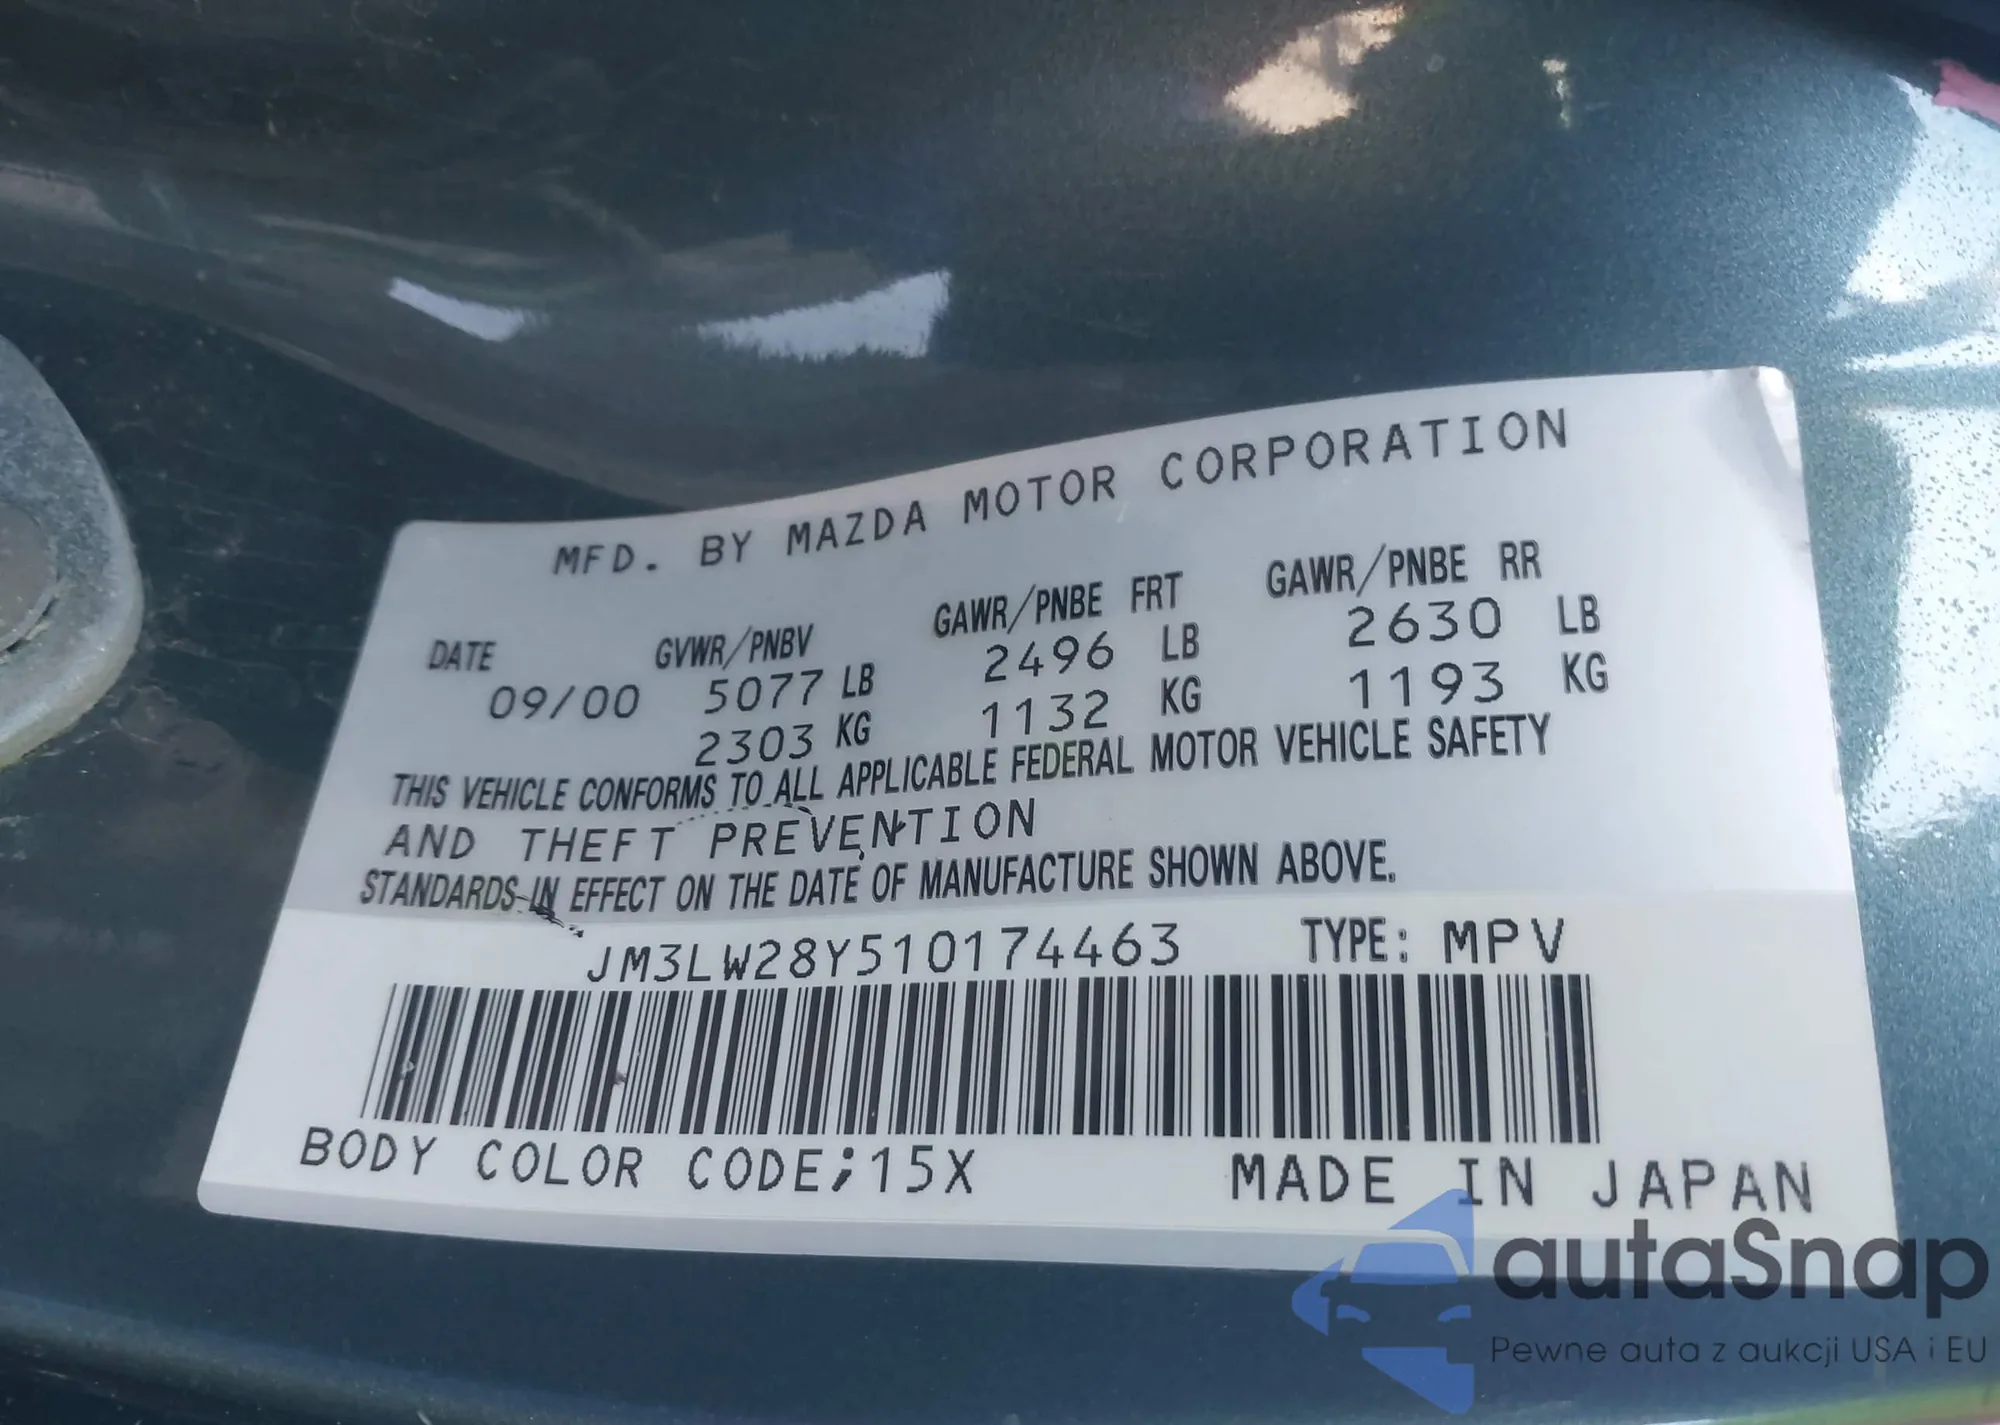 MFD. BY MAZDA MOTOR CORPORATION
DATE GVWR/PNBV GAWR/PNBE FRT GAWR/PNBE RR
09/00 5077 LB 2496 LB 2630 LB
2303 KG 1132 KG 1193 KG
THIS VEHICLE CONFORMS TO ALL APPLICABLE FEDERAL MOTOR VEHICLE SAFETY
AND THEFT PREVENTION
STANDARDS IN EFFECT ON THE DATE OF MANUFACTURE SHOWN ABOVE.
JM3LW28Y510174463 TYPE: MPV
BODY COLOR CODE;15X MADE IN JAPAN
autaSnap
Pewne auta z aukcji USA i EU